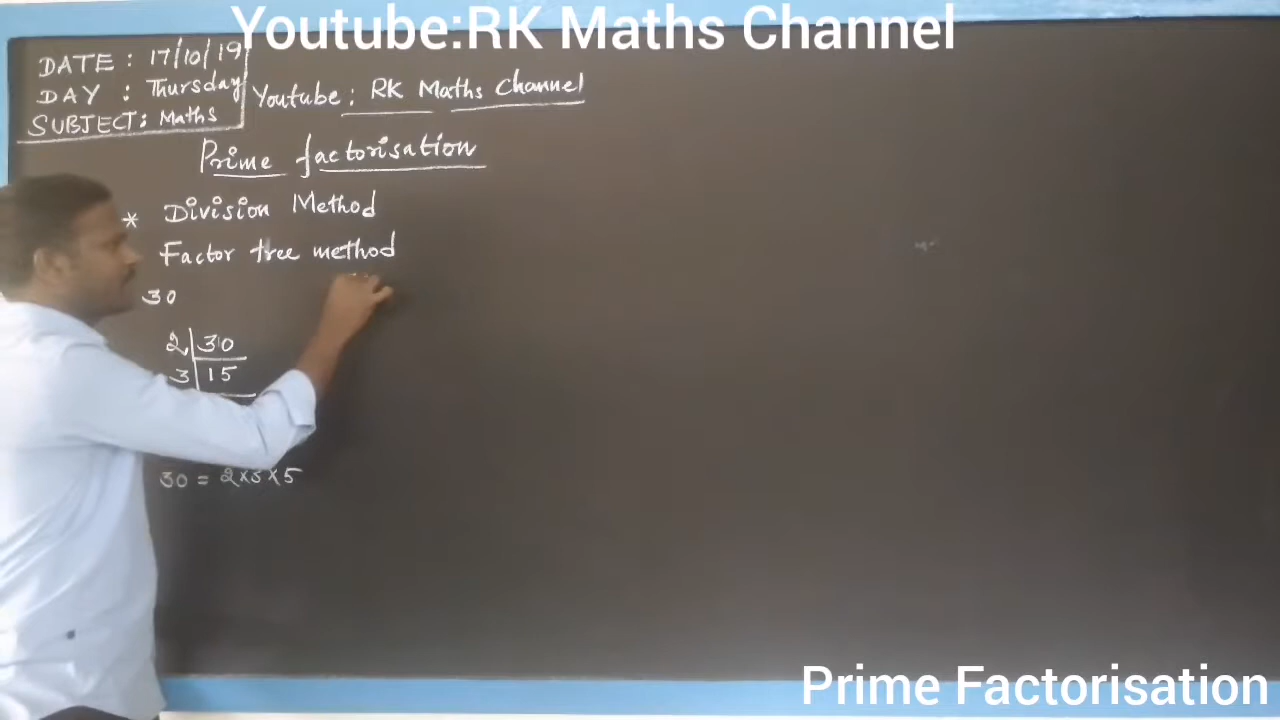 Youtube:RK Maths Channel
DATE : 17/10/19
DAY : Thursday
SUBJECT: Maths
Youtube: RK Maths Channel
Prime factorisation
* Division Method
Factor tree method
30
2 | 30
3 | 15
30 = 2×3×5
Prime Factorisation